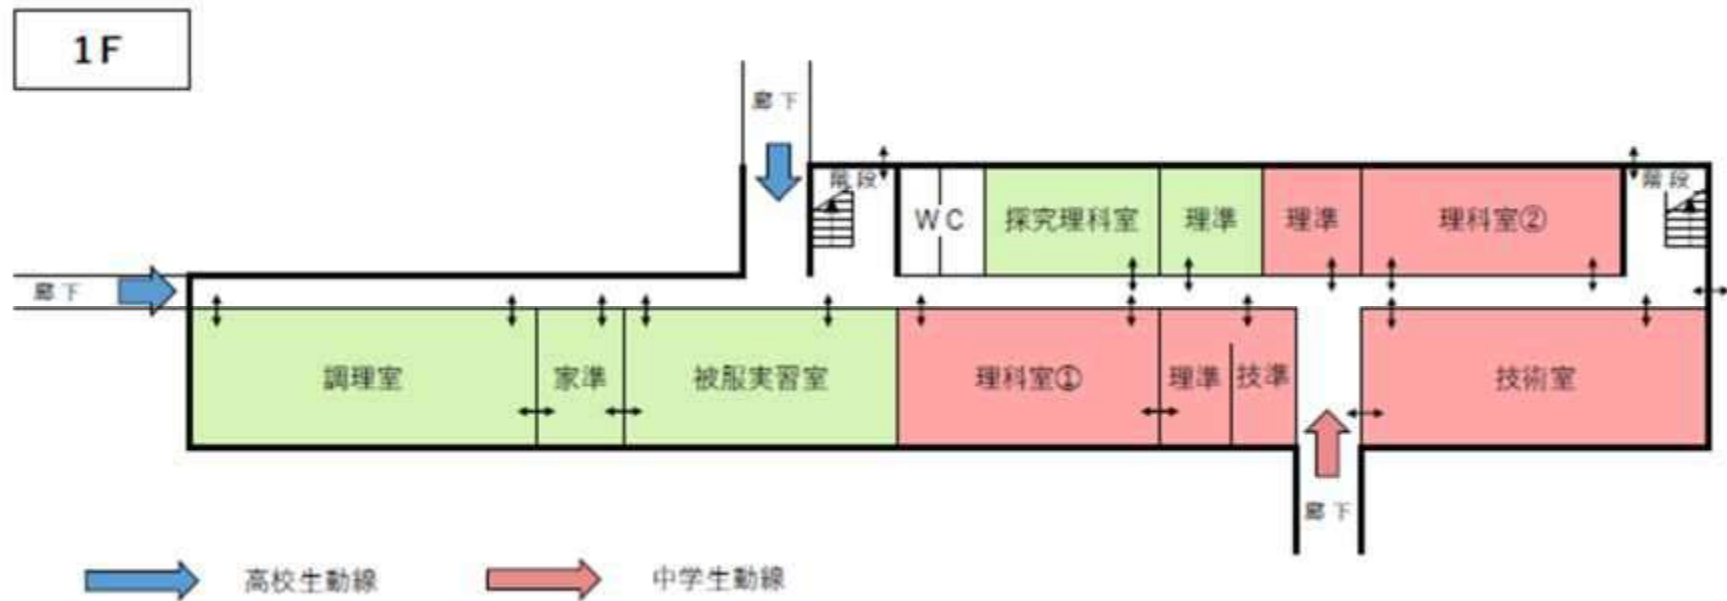 1F
廊下
階段
階段
WC
探究理科室
理準
理準
理科室②
廊下
調理室
家準
被服実習室
理科室①
理準
技準
技術室
廊下
高校生動線
中学生動線